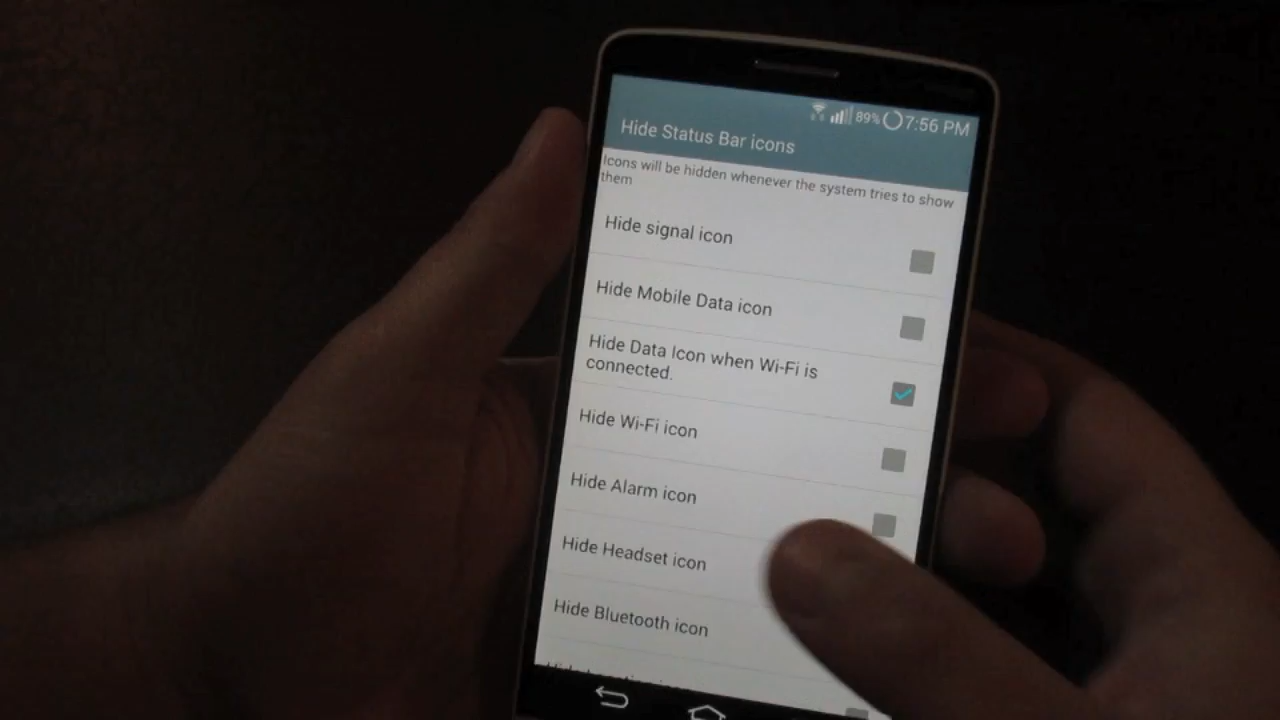 89% 7:56 PM
Hide Status Bar icons
Icons will be hidden whenever the system tries to show
them
Hide signal icon
Hide Mobile Data icon
Hide Data Icon when Wi-Fi is
connected.
Hide Wi-Fi icon
Hide Alarm icon
Hide Headset icon
Hide Bluetooth icon